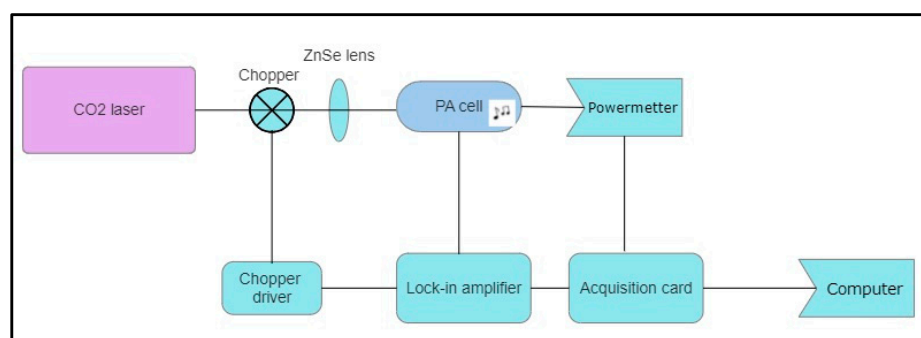 ZnSe lens
Chopper
CO2 laser
PA cell
Powermetter
Chopper
driver
Lock-in amplifier
Acquisition card
Computer